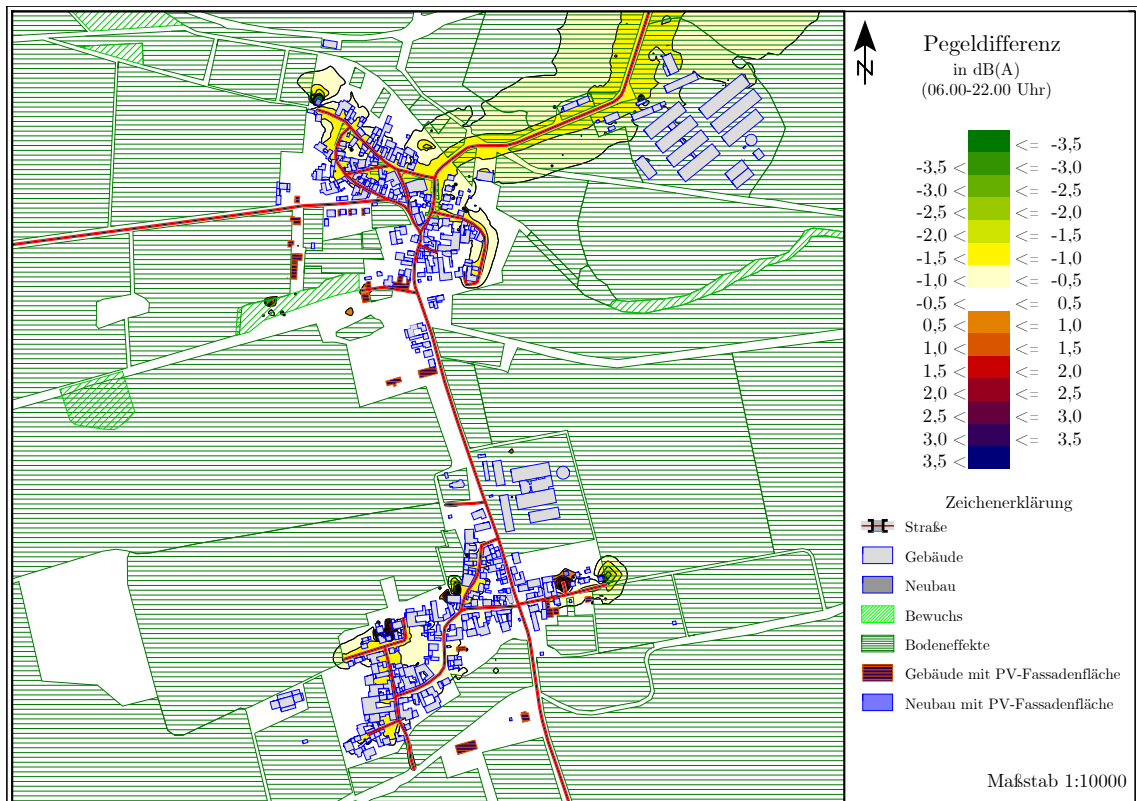 N
Pegeldifferenz
in dB(A)
(06.00-22.00 Uhr)
<= -3,5
-3,5 < <= -3,0
-3,0 < <= -2,5
-2,5 < <= -2,0
-2,0 < <= -1,5
-1,5 < <= -1,0
-1,0 < <= -0,5
-0,5 < <= 0,5
0,5 < <= 1,0
1,0 < <= 1,5
1,5 < <= 2,0
2,0 < <= 2,5
2,5 < <= 3,0
3,0 < <= 3,5
3,5 <
Zeichenerklärung
Straße
Gebäude
Neubau
Bewuchs
Bodeneffekte
Gebäude mit PV-Fassadenfläche
Neubau mit PV-Fassadenfläche
Maßstab 1:10000